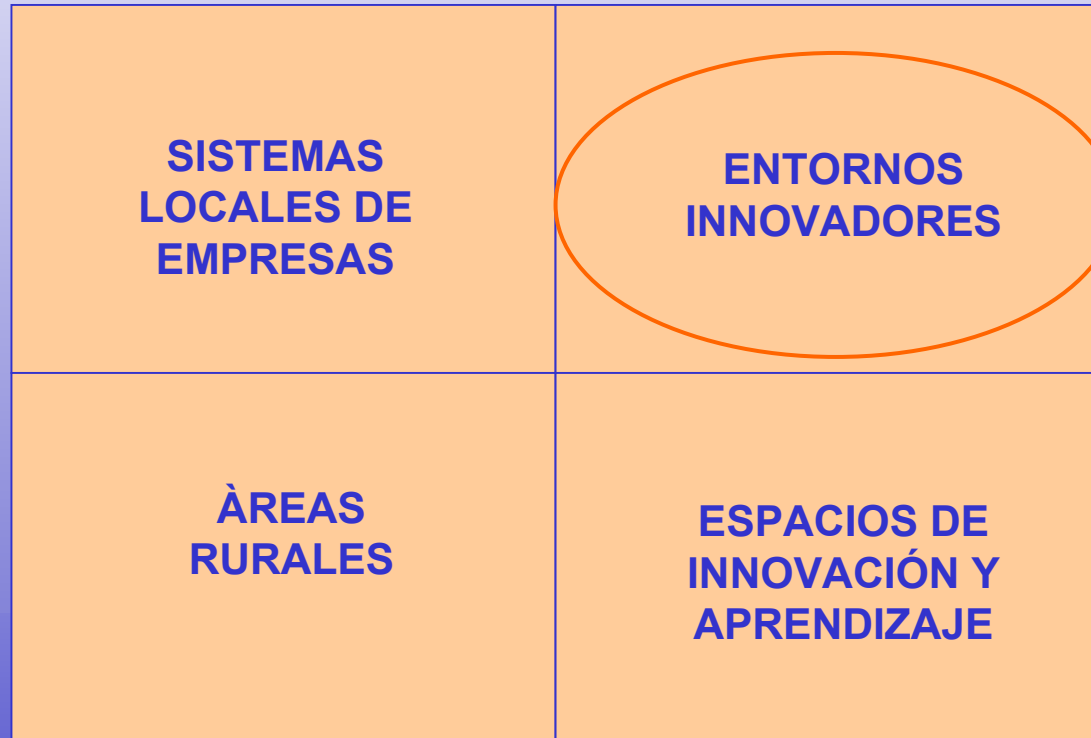 SISTEMAS
LOCALES DE
EMPRESAS
ENTORNOS
INNOVADORES
ÀREAS
RURALES
ESPACIOS DE
INNOVACIÓN Y
APRENDIZAJE